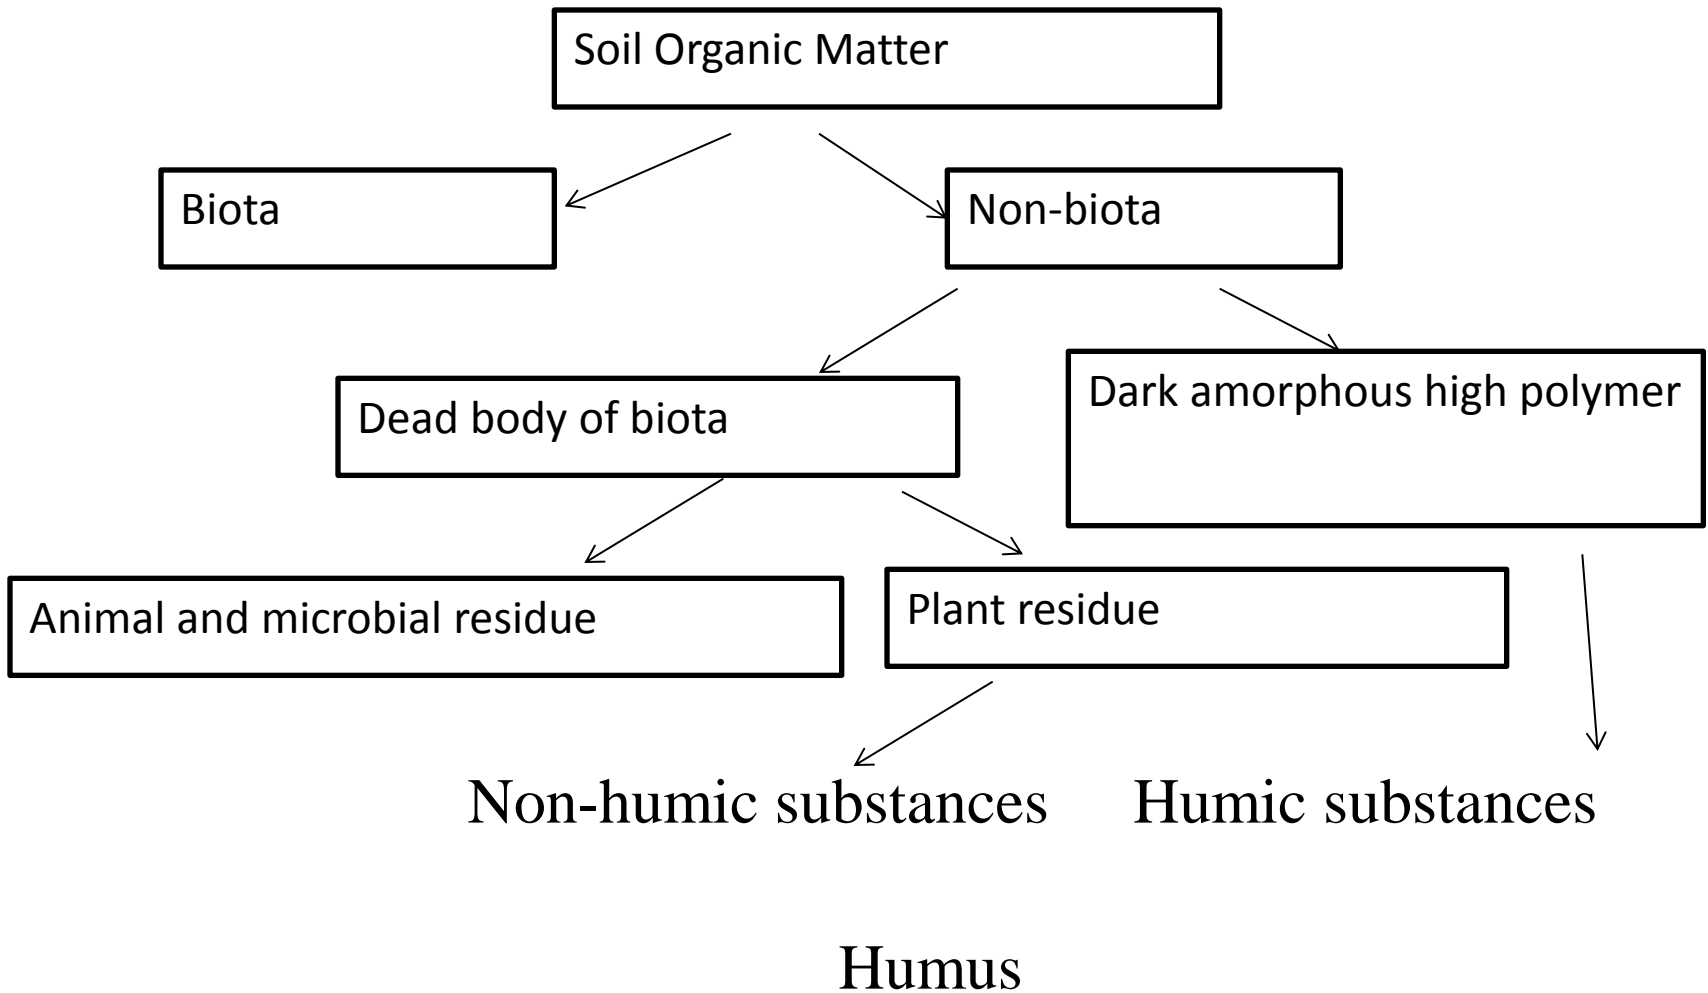 Soil Organic Matter
Biota
Non-biota
Dead body of biota
Dark amorphous high polymer
Animal and microbial residue
Plant residue
Non-humic substances
Humic substances
Humus